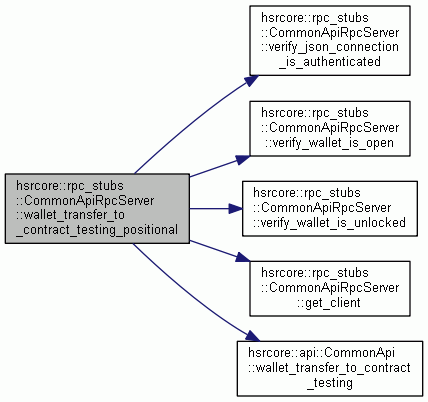 hsrcore::rpc_stubs
::CommonApiRpcServer
::verify_json_connection
_is_authenticated
hsrcore::rpc_stubs
::CommonApiRpcServer
::verify_wallet_is_open
hsrcore::rpc_stubs
::CommonApiRpcServer
::wallet_transfer_to
_contract_testing_positional
hsrcore::rpc_stubs
::CommonApiRpcServer
::verify_wallet_is_unlocked
hsrcore::rpc_stubs
::CommonApiRpcServer
::get_client
hsrcore::api::CommonApi
::wallet_transfer_to_contract
_testing